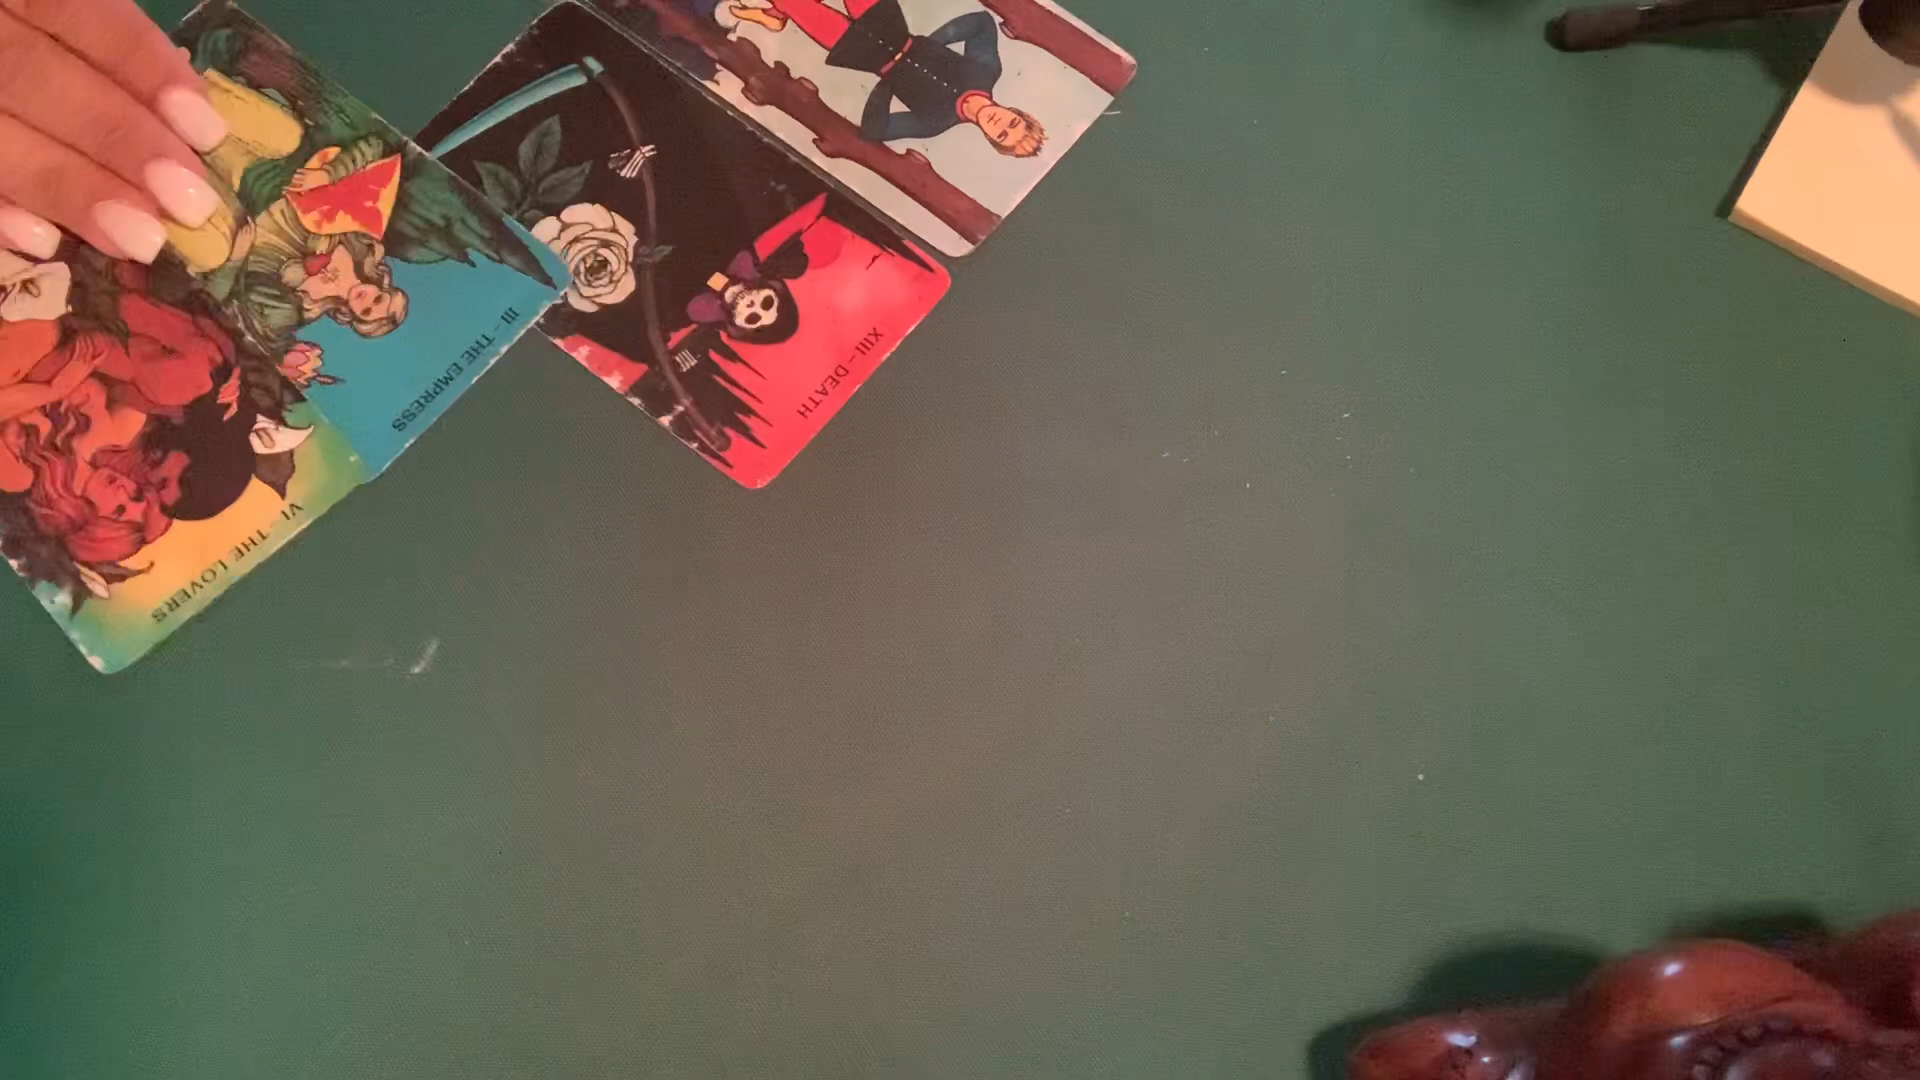 III - THE EMPRESS
XIII - DEATH
VI - THE LOVERS